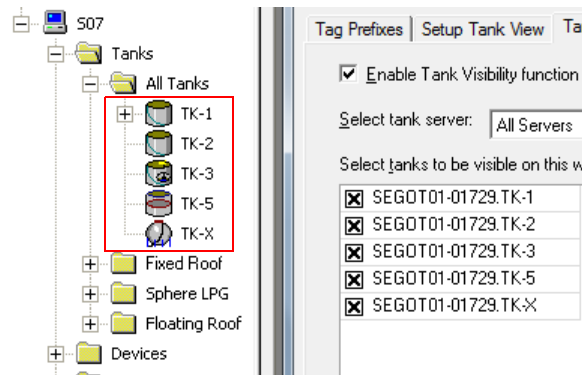 S07
Tanks
All Tanks
TK-1
TK-2
TK-3
TK-5
TK-X
Fixed Roof
Sphere LPG
Floating Roof
Devices
Tag Prefixes Setup Tank View Ta
Enable Tank Visibility function
Select tank server: All Servers
Select tanks to be visible on this w
SEGOT01-01729.TK-1
SEGOT01-01729.TK-2
SEGOT01-01729.TK-3
SEGOT01-01729.TK-5
SEGOT01-01729.TK-X